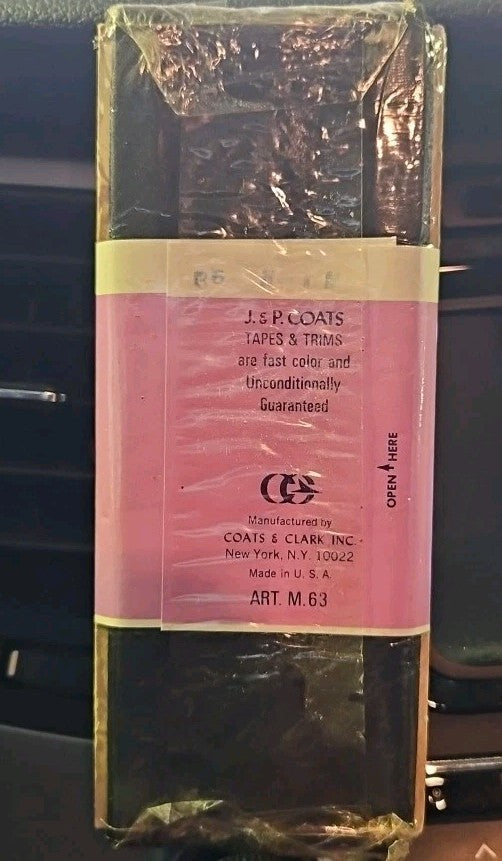 J. & P. COATS
TAPES & TRIMS
are fast color and
Unconditionally
Guaranteed
OPEN HERE
Manufactured by
COATS & CLARK INC.
New York, N.Y. 10022
Made in U. S. A.
ART. M.63